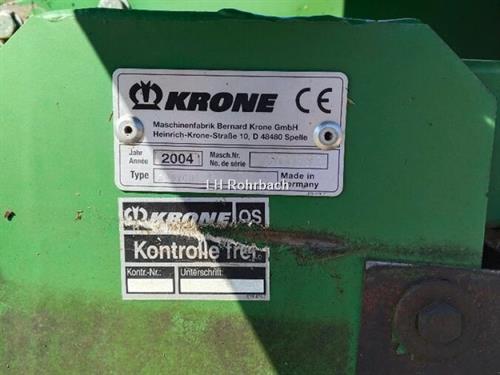 KRONE CE
Maschinenfabrik Bernard Krone GmbH
Heinrich-Krone-Straße 10, D 48480 Spelle
Jahr
Année
2004
Masch.Nr.
No. de série
Type
Made in
Germany
LH Rohrbach
KRONE QS
Kontrolle frei
Kontr.-Nr.:
Unterschrift: